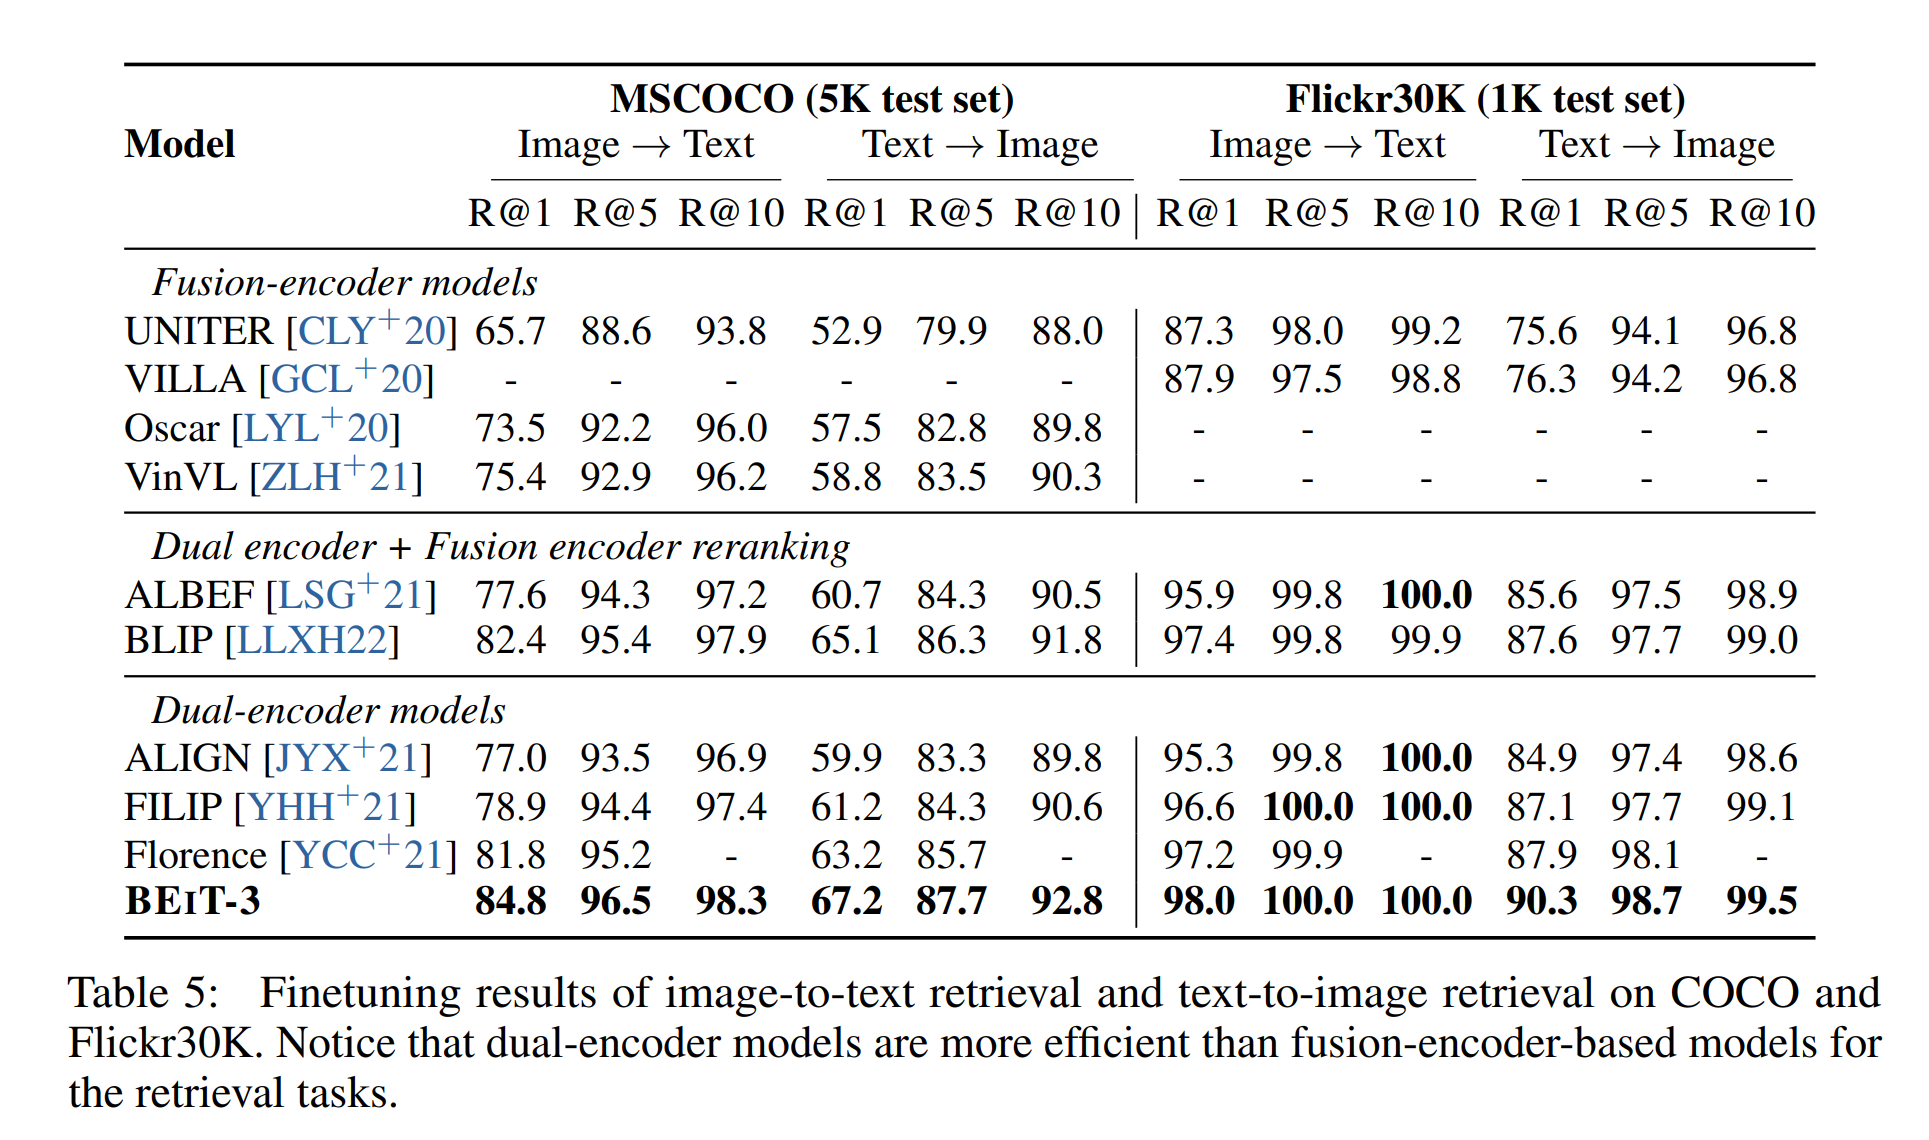 MSCOCO (5K test set) Flickr30K (1K test set)
Model Image → Text Text → Image Image → Text Text → Image
R@1 R@5 R@10 R@1 R@5 R@10 R@1 R@5 R@10 R@1 R@5 R@10
Fusion-encoder models
UNITER [CLY+20] 65.7 88.6 93.8 52.9 79.9 88.0 87.3 98.0 99.2 75.6 94.1 96.8
VILLA [GCL+20] - - - - - - 87.9 97.5 98.8 76.3 94.2 96.8
Oscar [LYL+20] 73.5 92.2 96.0 57.5 82.8 89.8 - - - - - -
VinVL [ZLH+21] 75.4 92.9 96.2 58.8 83.5 90.3 - - - - - -
Dual encoder + Fusion encoder reranking
ALBEF [LSG+21] 77.6 94.3 97.2 60.7 84.3 90.5 95.9 99.8 100.0 85.6 97.5 98.9
BLIP [LLXH22] 82.4 95.4 97.9 65.1 86.3 91.8 97.4 99.8 99.9 87.6 97.7 99.0
Dual-encoder models
ALIGN [JYX+21] 77.0 93.5 96.9 59.9 83.3 89.8 95.3 99.8 100.0 84.9 97.4 98.6
FILIP [YHH+21] 78.9 94.4 97.4 61.2 84.3 90.6 96.6 100.0 100.0 87.1 97.7 99.1
Florence [YCC+21] 81.8 95.2 - 63.2 85.7 - 97.2 99.9 - 87.9 98.1 -
BEIT-3 84.8 96.5 98.3 67.2 87.7 92.8 98.0 100.0 100.0 90.3 98.7 99.5
Table 5: Finetuning results of image-to-text retrieval and text-to-image retrieval on COCO and
Flickr30K. Notice that dual-encoder models are more efficient than fusion-encoder-based models for
the retrieval tasks.